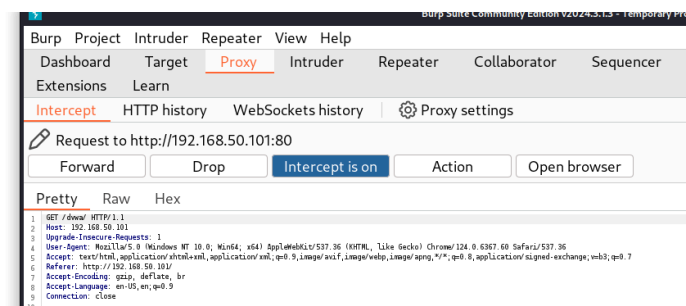 Burp Suite Community Edition v2024.3.1.3 - Temporary Pro
Burp Project Intruder Repeater View Help
Dashboard Target Proxy Intruder Repeater Collaborator Sequencer
Extensions Learn
Intercept HTTP history WebSockets history Proxy settings
Request to http://192.168.50.101:80
Forward Drop Intercept is on Action Open browser
Pretty Raw Hex
1 GET /dvwa/ HTTP/1.1
2 Host: 192.168.50.101
3 Upgrade-Insecure-Requests: 1
4 User-Agent: Mozilla/5.0 (Windows NT 10.0; Win64; x64) AppleWebKit/537.36 (KHTML, like Gecko) Chrome/124.0.6367.60 Safari/537.36
5 Accept: text/html,application/xhtml+xml,application/xml;q=0.9,image/avif,image/webp,image/apng,*/*;q=0.8,application/signed-exchange;v=b3;q=0.7
6 Referer: http://192.168.50.101/
7 Accept-Encoding: gzip, deflate, br
8 Accept-Language: en-US,en;q=0.9
9 Connection: close
10